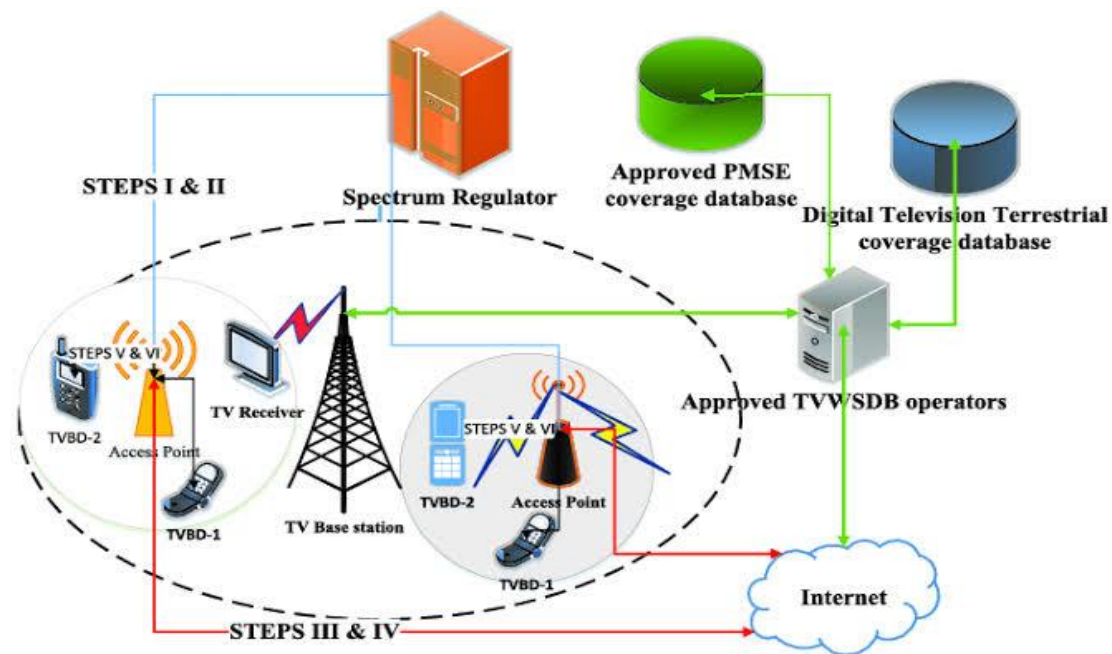 Approved PMSE
coverage database
STEPS I & II
Spectrum Regulator
Digital Television Terrestrial
coverage database
STEPS V & VI
TV Receiver
TVBD-2
Access Point
TVBD-1
TV Base station
Approved TVWSDB operators
STEPS V & VI
TVBD-2
Access Point
TVBD-1
Internet
STEPS III & IV